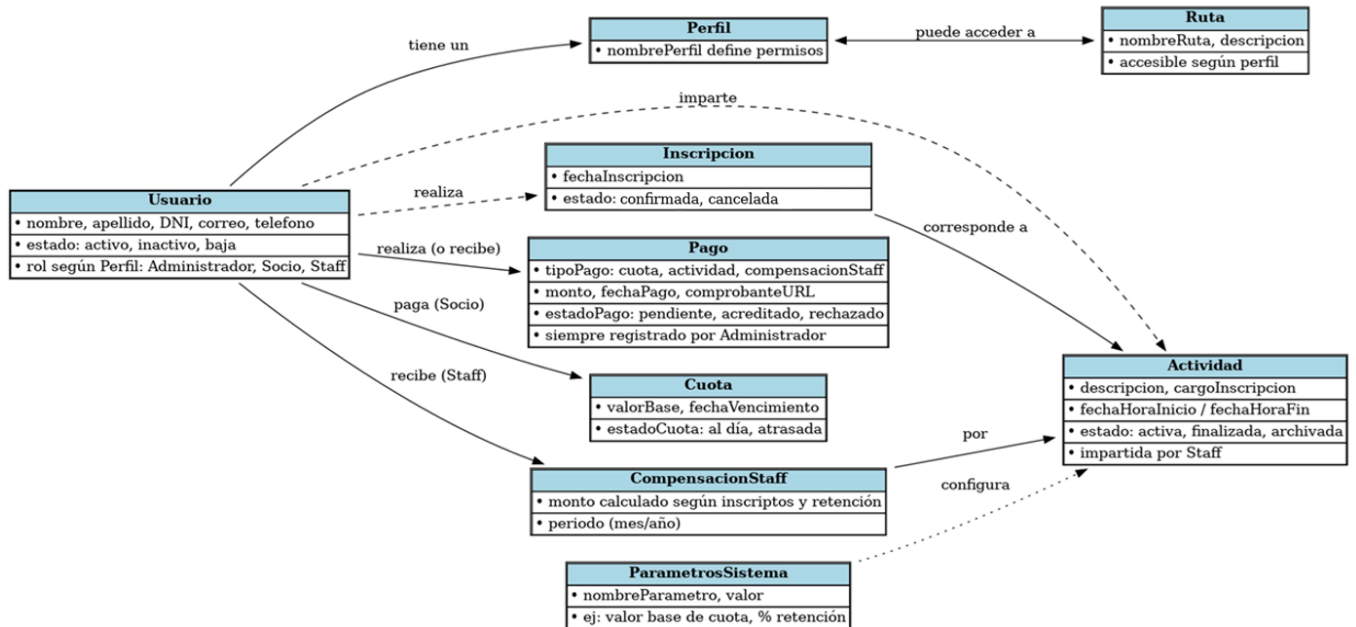 Perfil
• nombrePerfil define permisos
Ruta
• nombreRuta, descripcion
• accesible según perfil
tiene un
puede acceder a
imparte
Inscripcion
• fechaInscripcion
• estado: confirmada, cancelada
Usuario
• nombre, apellido, DNI, correo, telefono
• estado: activo, inactivo, baja
• rol según Perfil: Administrador, Socio, Staff
realiza
corresponde a
realiza (o recibe)
Pago
• tipoPago: cuota, actividad, compensacionStaff
• monto, fechaPago, comprobanteURL
• estadoPago: pendiente, acreditado, rechazado
• siempre registrado por Administrador
paga (Socio)
recibe (Staff)
Cuota
• valorBase, fechaVencimiento
• estadoCuota: al día, atrasada
Actividad
• descripcion, cargoInscripcion
• fechaHoraInicio / fechaHoraFin
• estado: activa, finalizada, archivada
• impartida por Staff
por
CompensacionStaff
• monto calculado según inscriptos y retención
• periodo (mes/año)
configura
ParametrosSistema
• nombreParametro, valor
• ej: valor base de cuota, % retención